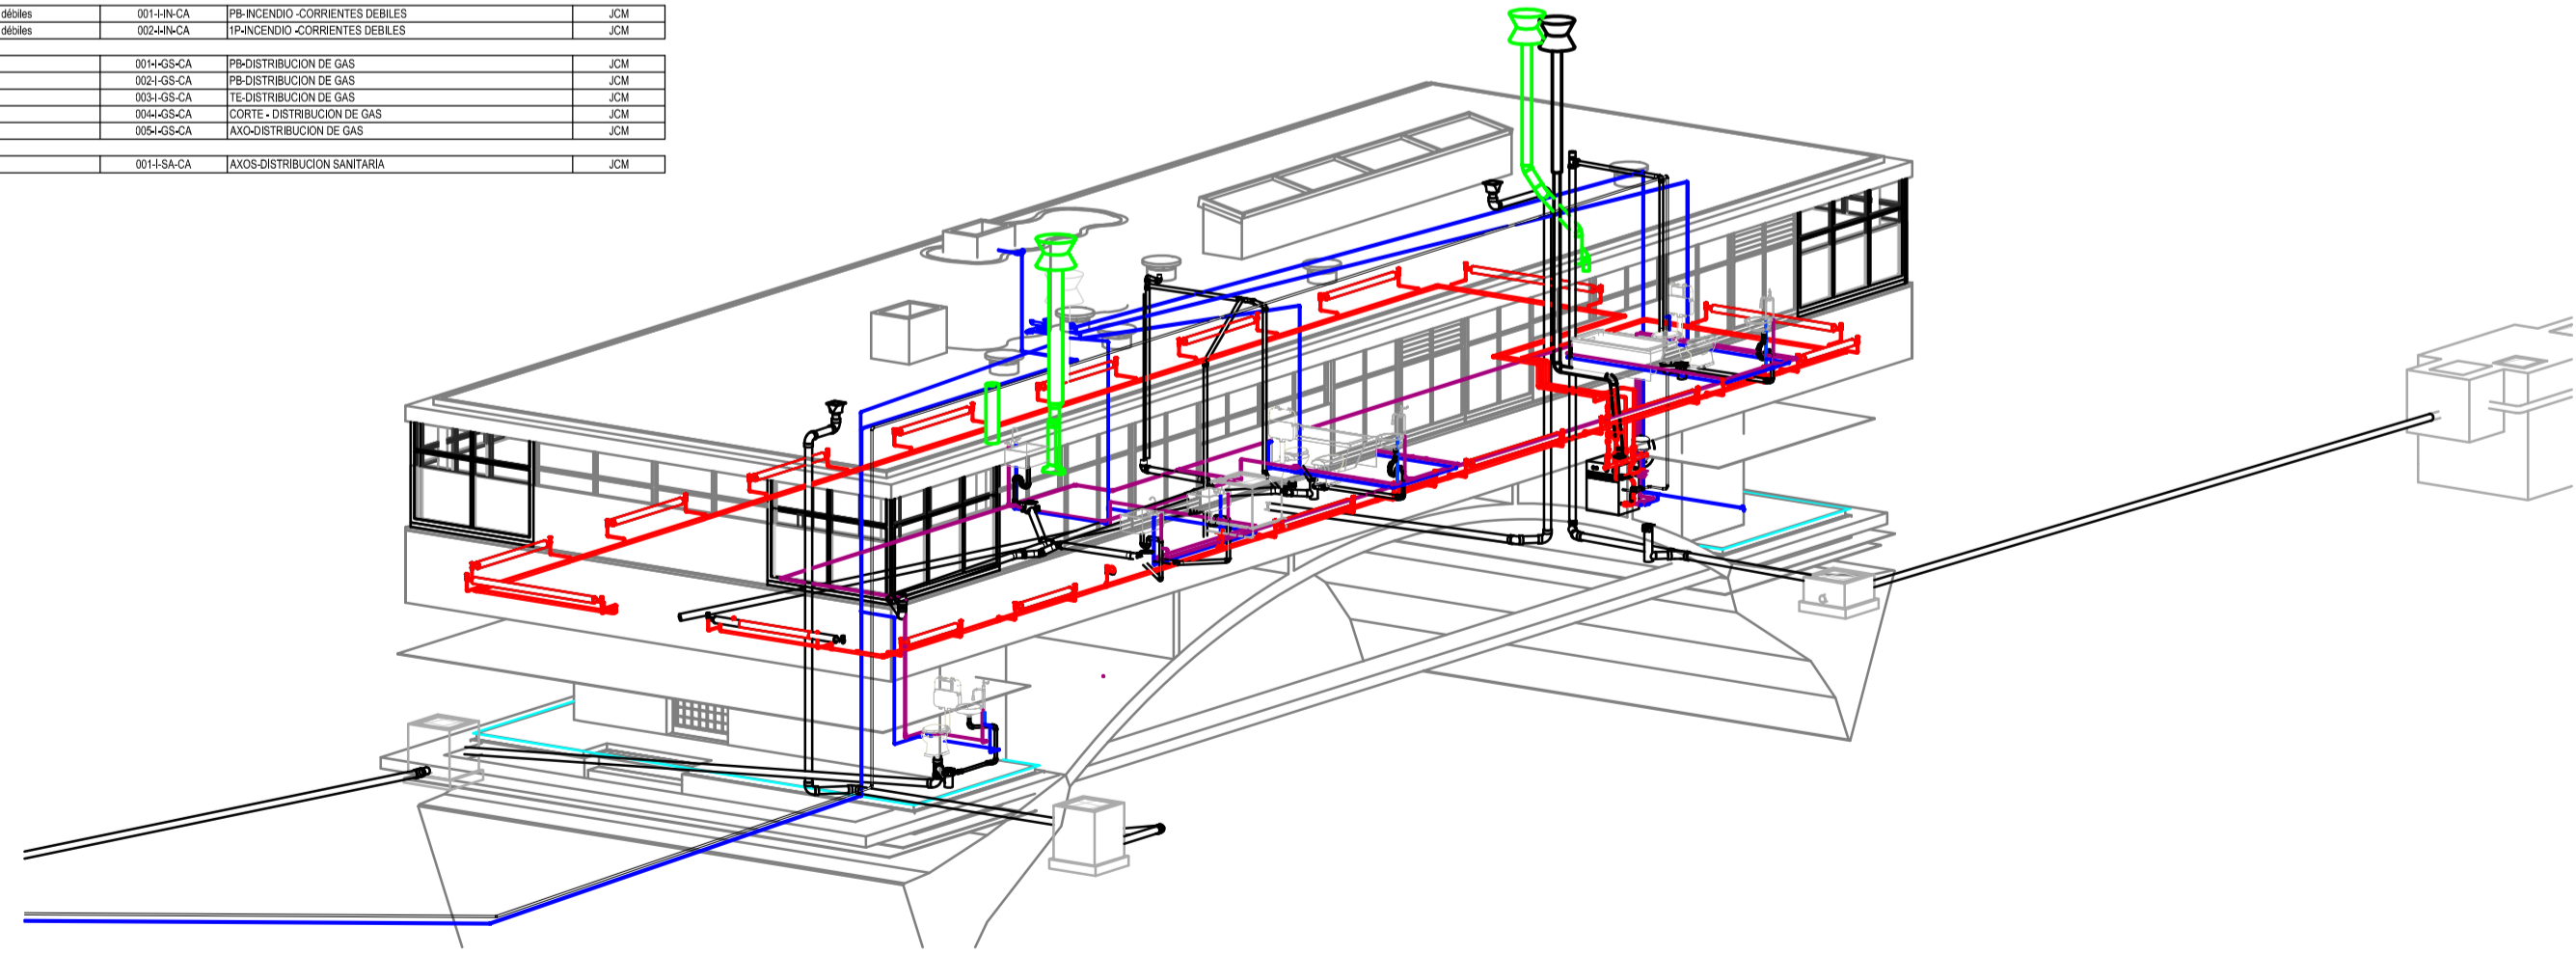 débiles 001-I-IN-CA PB-INCENDIO -CORRIENTES DEBILES JCM
débiles 002-I-IN-CA 1P-INCENDIO -CORRIENTES DEBILES JCM
001-I-GS-CA PB-DISTRIBUCION DE GAS JCM
002-I-GS-CA PB-DISTRIBUCION DE GAS JCM
003-I-GS-CA TE-DISTRIBUCION DE GAS JCM
004-I-GS-CA CORTE - DISTRIBUCION DE GAS JCM
005-I-GS-CA AXO-DISTRIBUCION DE GAS JCM
001-I-SA-CA AXOS-DISTRIBUCION SANITARIA JCM